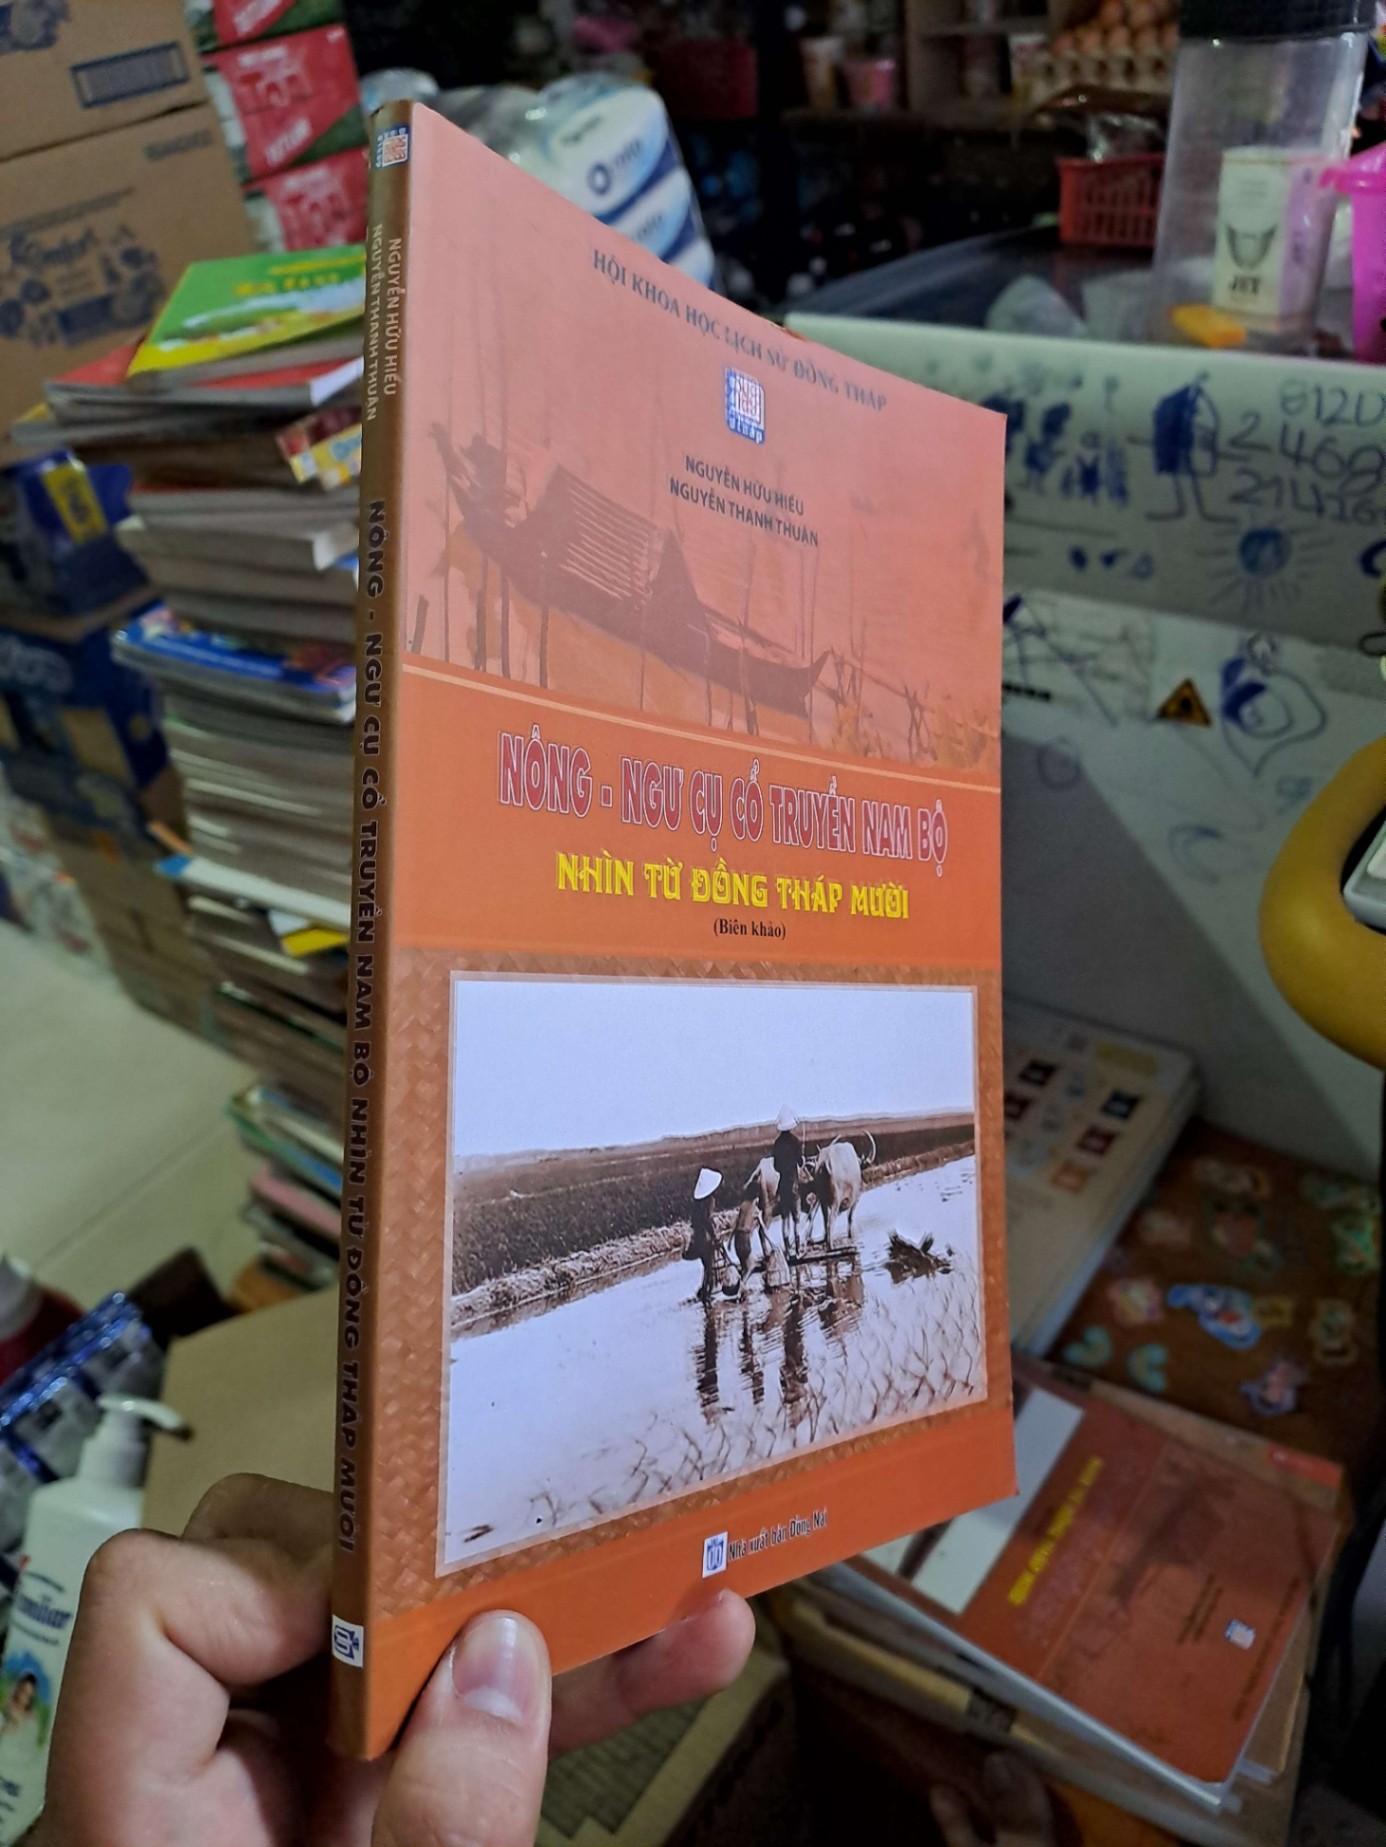 HỘI KHOA HỌC LỊCH SỬ ĐỒNG THÁP
NGUYỄN HỮU HIẾU
NGUYỄN THANH THUẬN
NÔNG - NGƯ CỤ CỔ TRUYỀN NAM BỘ
NHÌN TỪ ĐỒNG THÁP MƯỜI
(Biên khảo)
Nhà xuất bản Đồng Nai
NGUYỄN HỮU HIẾU
NGUYỄN THANH THUẬN
NÔNG - NGƯ CỤ CỔ TRUYỀN NAM BỘ NHÌN TỪ ĐỒNG THÁP MƯỜI
JET